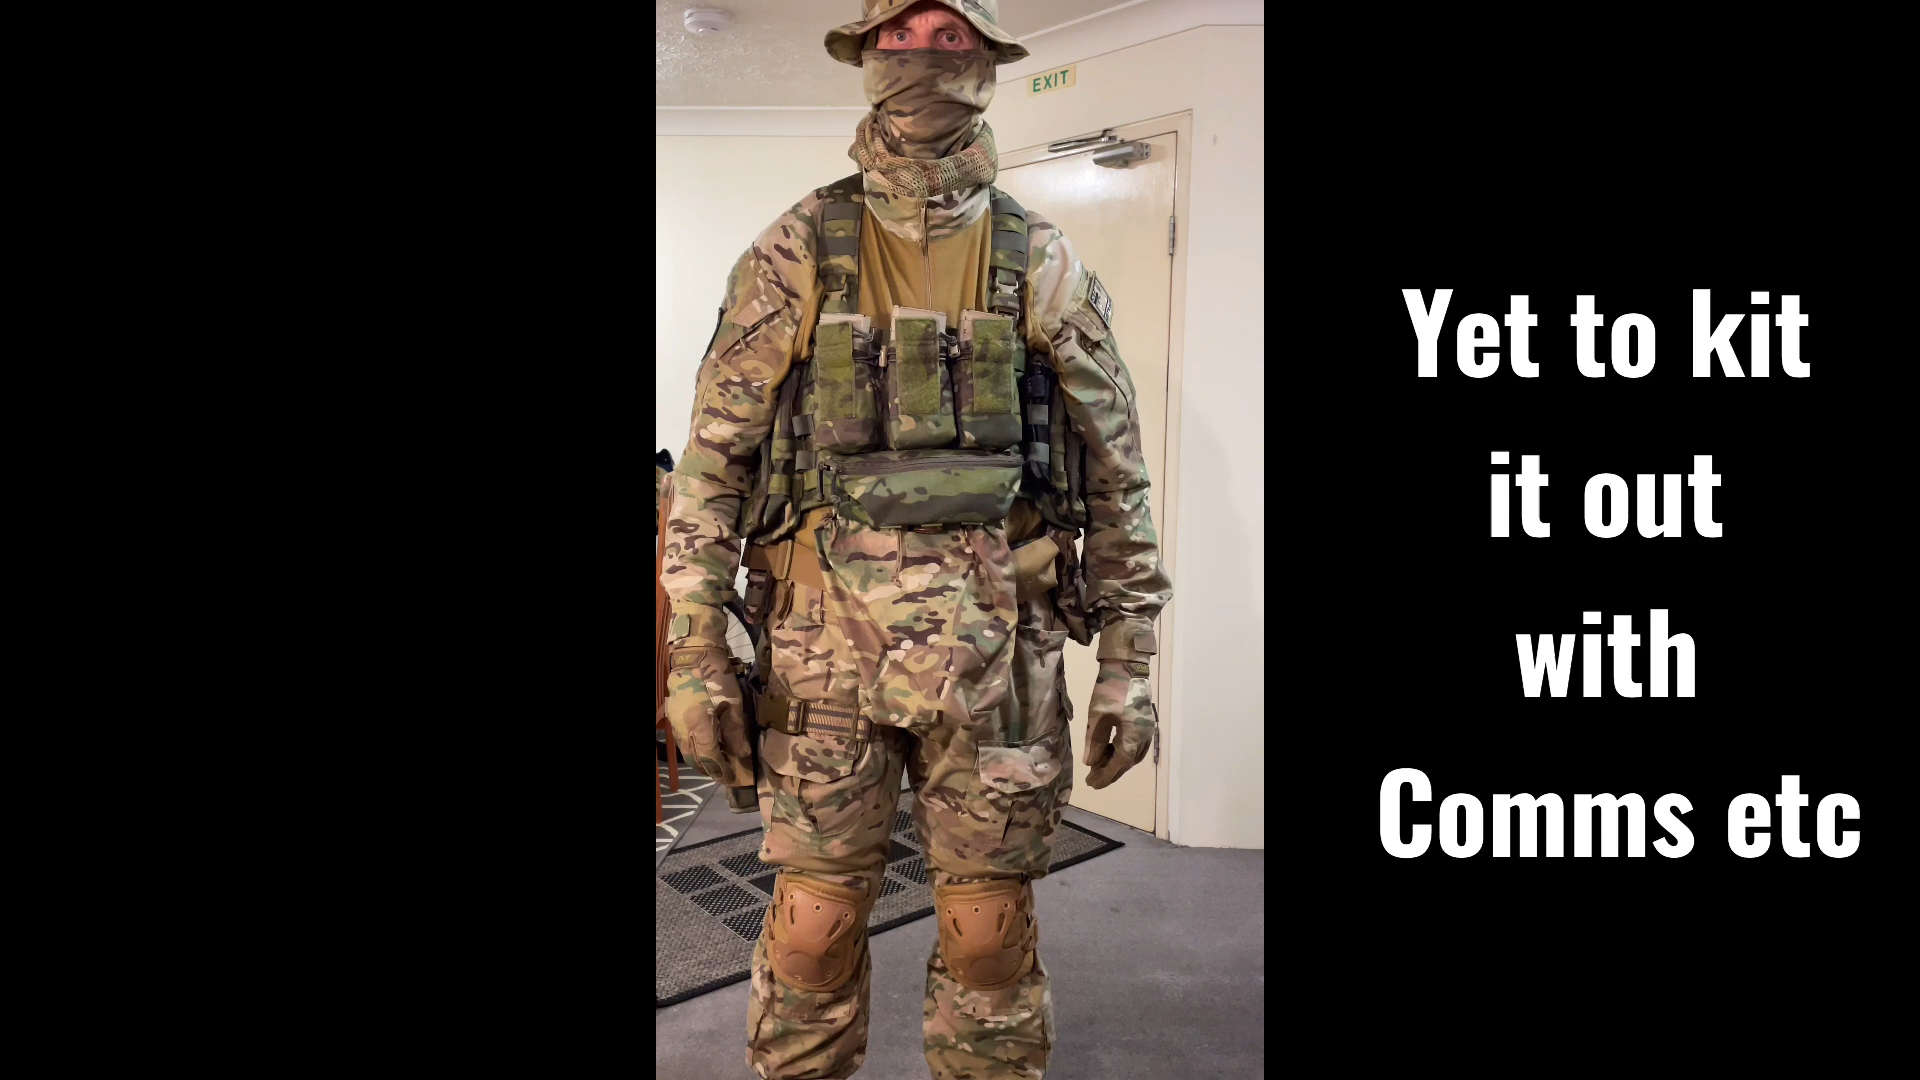 EXIT
Yet to kit
it out
with
Comms etc